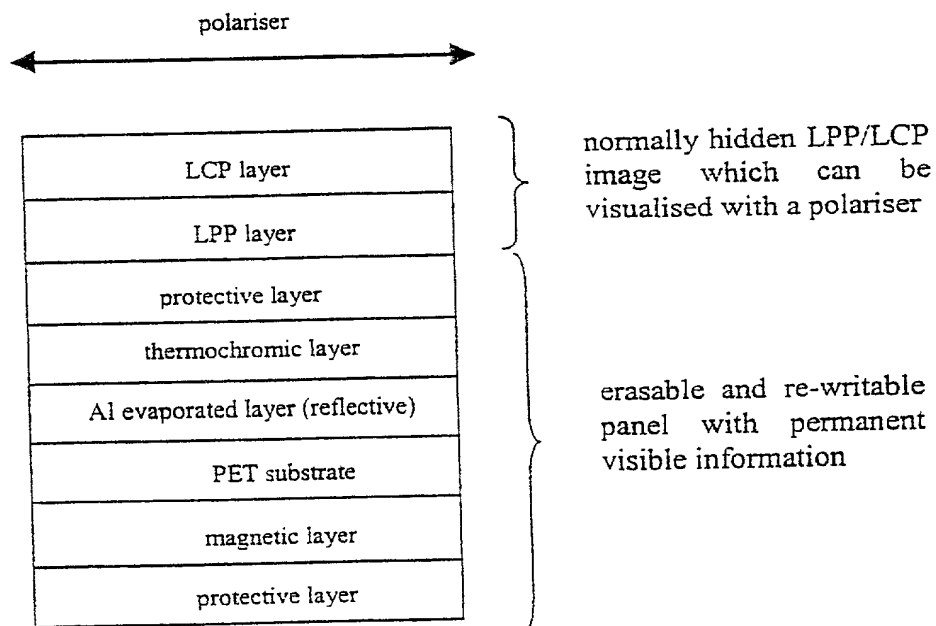 polariser
LCP layer
LPP layer
protective layer
thermochromic layer
Al evaporated layer (reflective)
PET substrate
magnetic layer
protective layer
normally hidden LPP/LCP
image which can be
visualised with a polariser
erasable and re-writable
panel with permanent
visible information